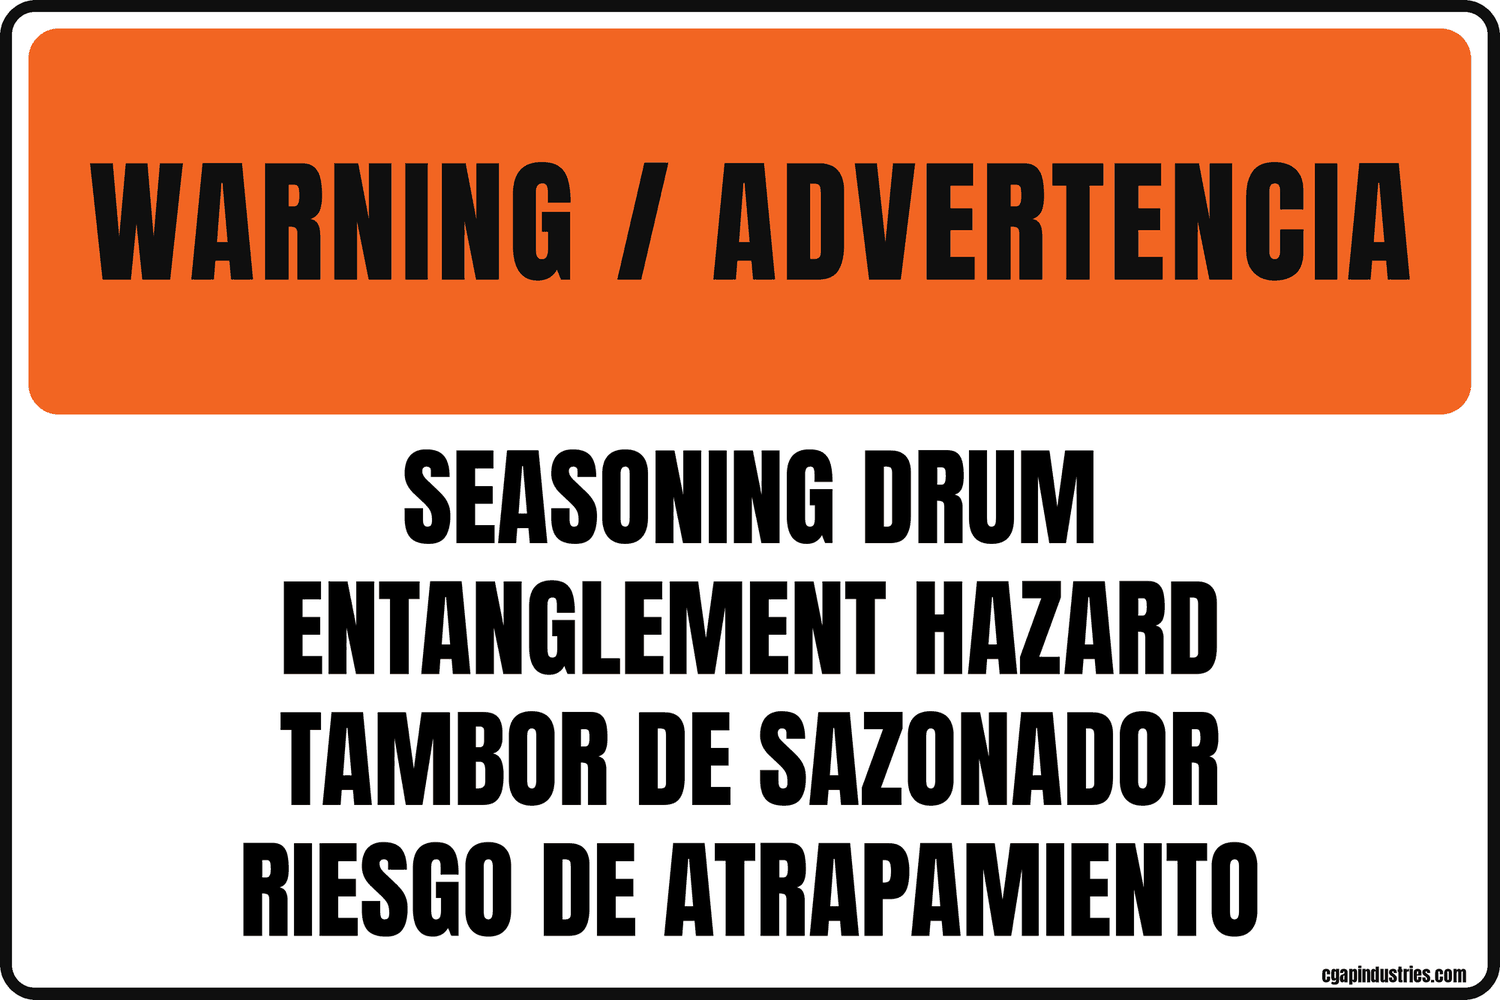 WARNING / ADVERTENCIA
SEASONING DRUM
ENTANGLEMENT HAZARD
TAMBOR DE SAZONADOR
RIESGO DE ATRAPAMIENTO
cgapindustries.com